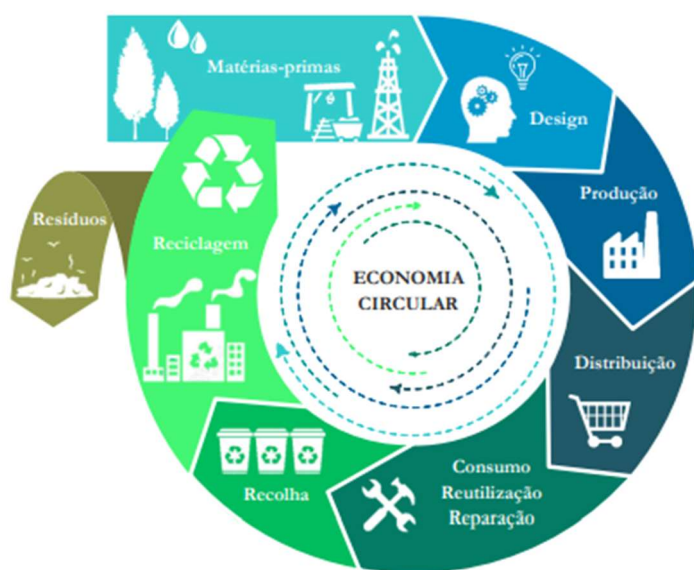 Matérias-primas
Design
Produção
Distribuição
Consumo
Reutilização
Reparação
Recolha
Reciclagem
Resíduos
ECONOMIA
CIRCULAR